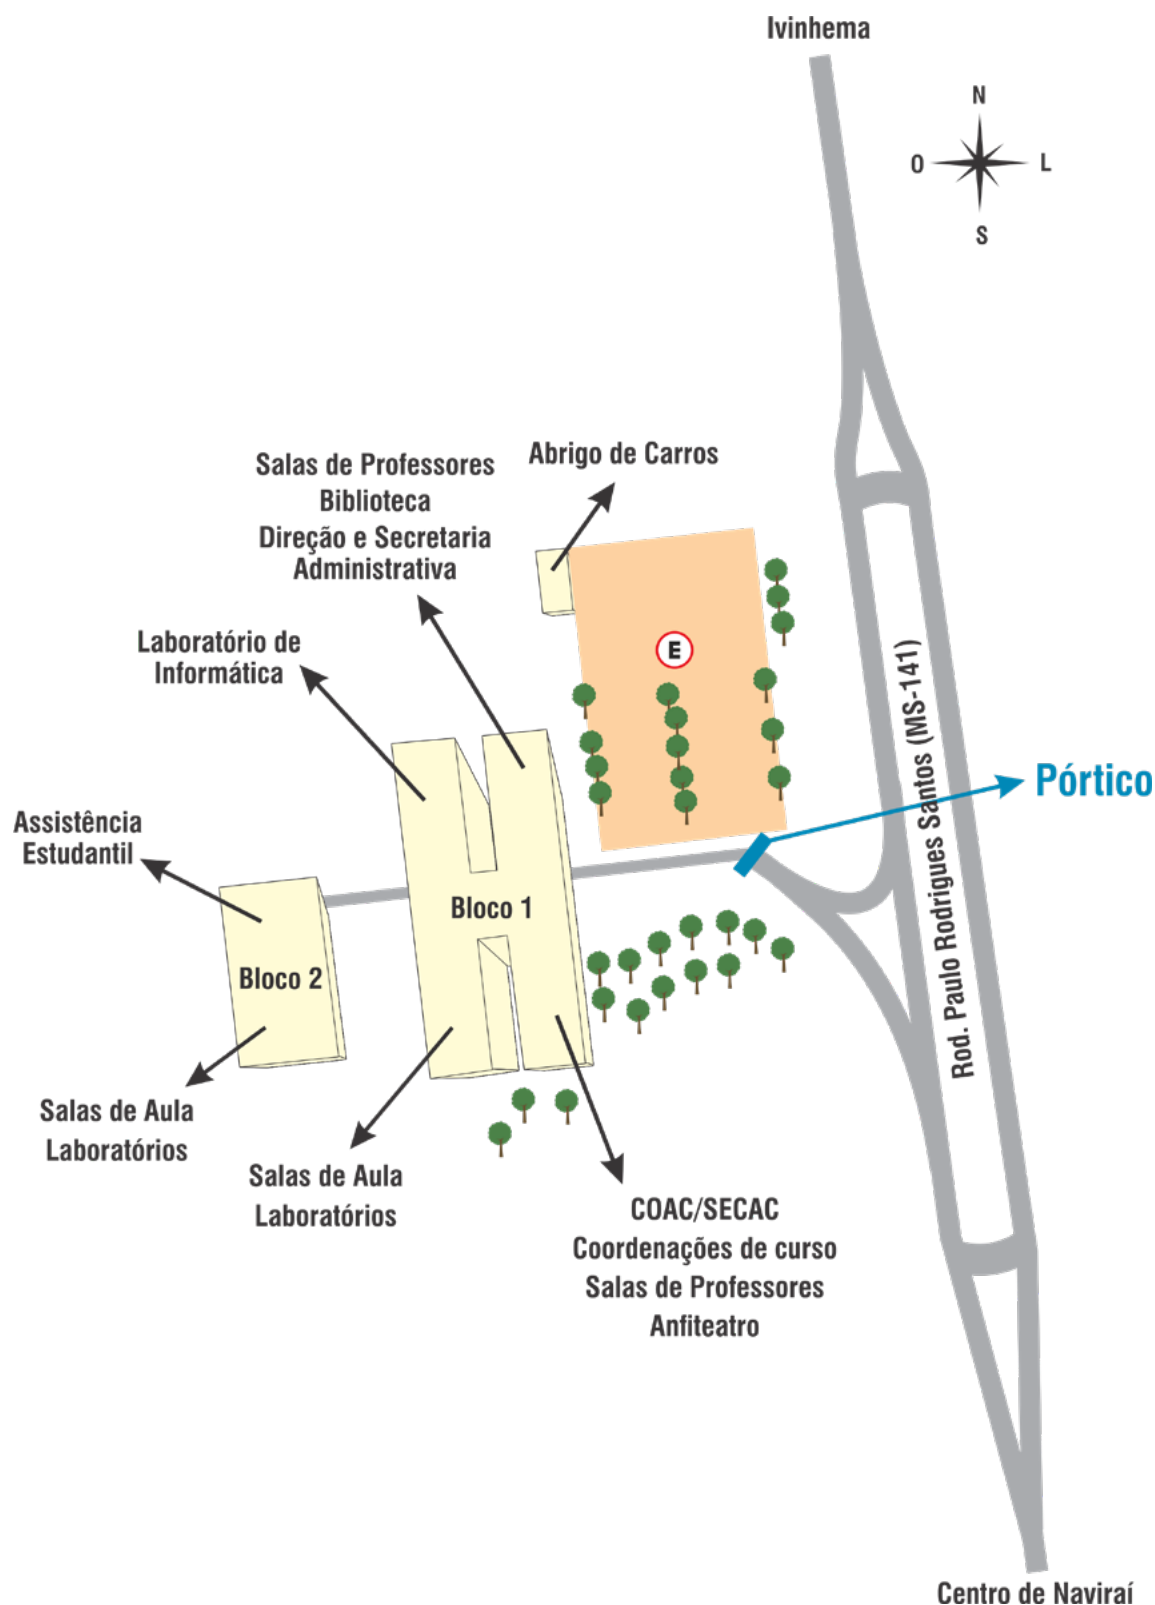 Ivinhema
N
O
L
S
Abrigo de Carros
Salas de Professores
Biblioteca
Direção e Secretaria
Administrativa
Laboratório de
Informática
E
Rod. Paulo Rodrigues Santos (MS-141)
Pórtico
Assistência
Estudantil
Bloco 1
Bloco 2
Salas de Aula
Laboratórios
Salas de Aula
Laboratórios
COAC/SECAC
Coordenações de curso
Salas de Professores
Anfiteatro
Centro de Naviraí